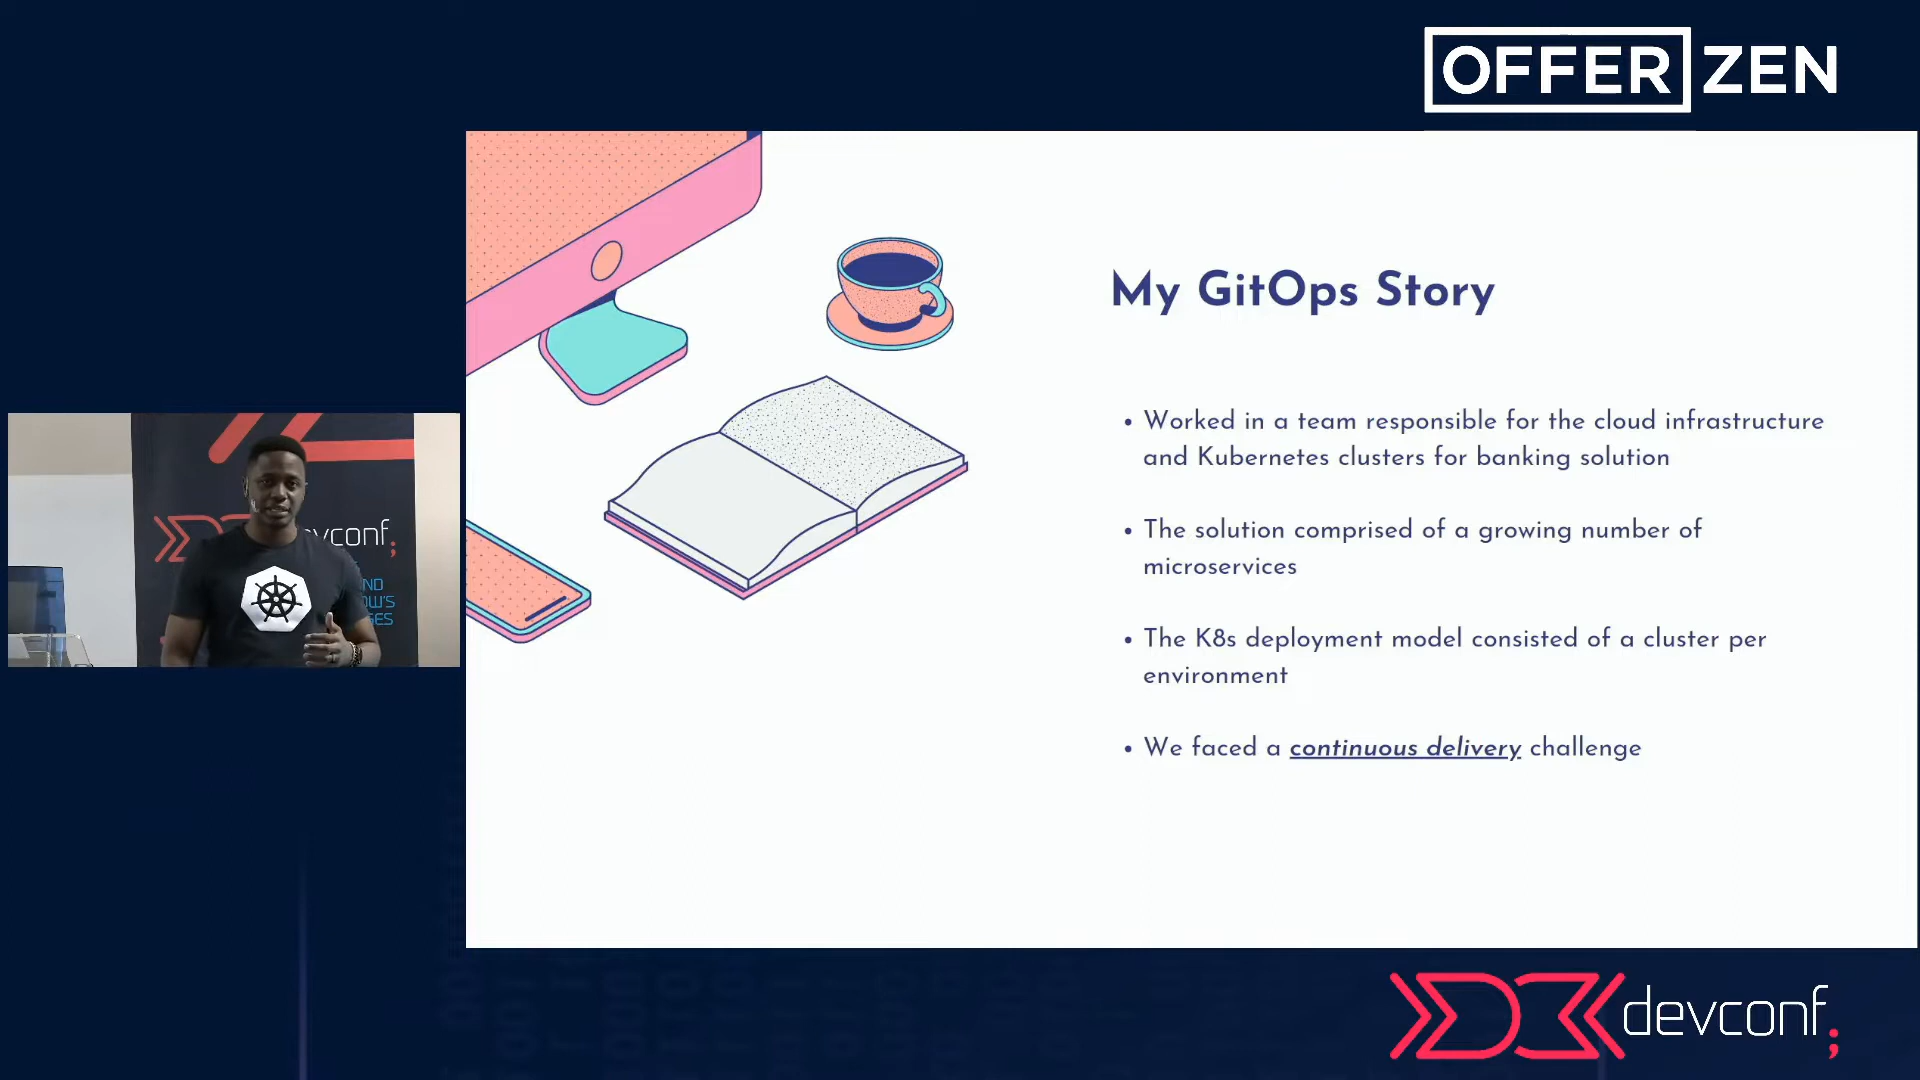 OFFERZEN
My GitOps Story
• Worked in a team responsible for the cloud infrastructure
and Kubernetes clusters for banking solution
• The solution comprised of a growing number of
microservices
• The K8s deployment model consisted of a cluster per
environment
• We faced a continuous delivery challenge
devconf;